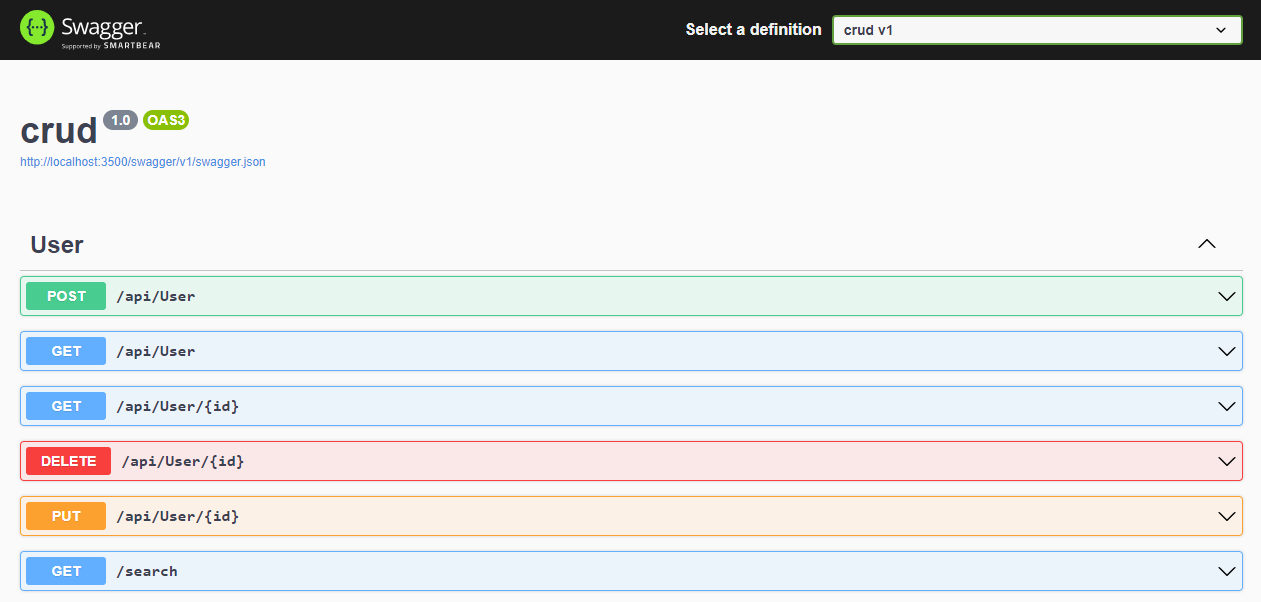 Swagger
Supported by SMARTBEAR
Select a definition
crud v1
crud 1.0 OAS3
http://localhost:3500/swagger/v1/swagger.json
User
POST /api/User
GET /api/User
GET /api/User/{id}
DELETE /api/User/{id}
PUT /api/User/{id}
GET /search